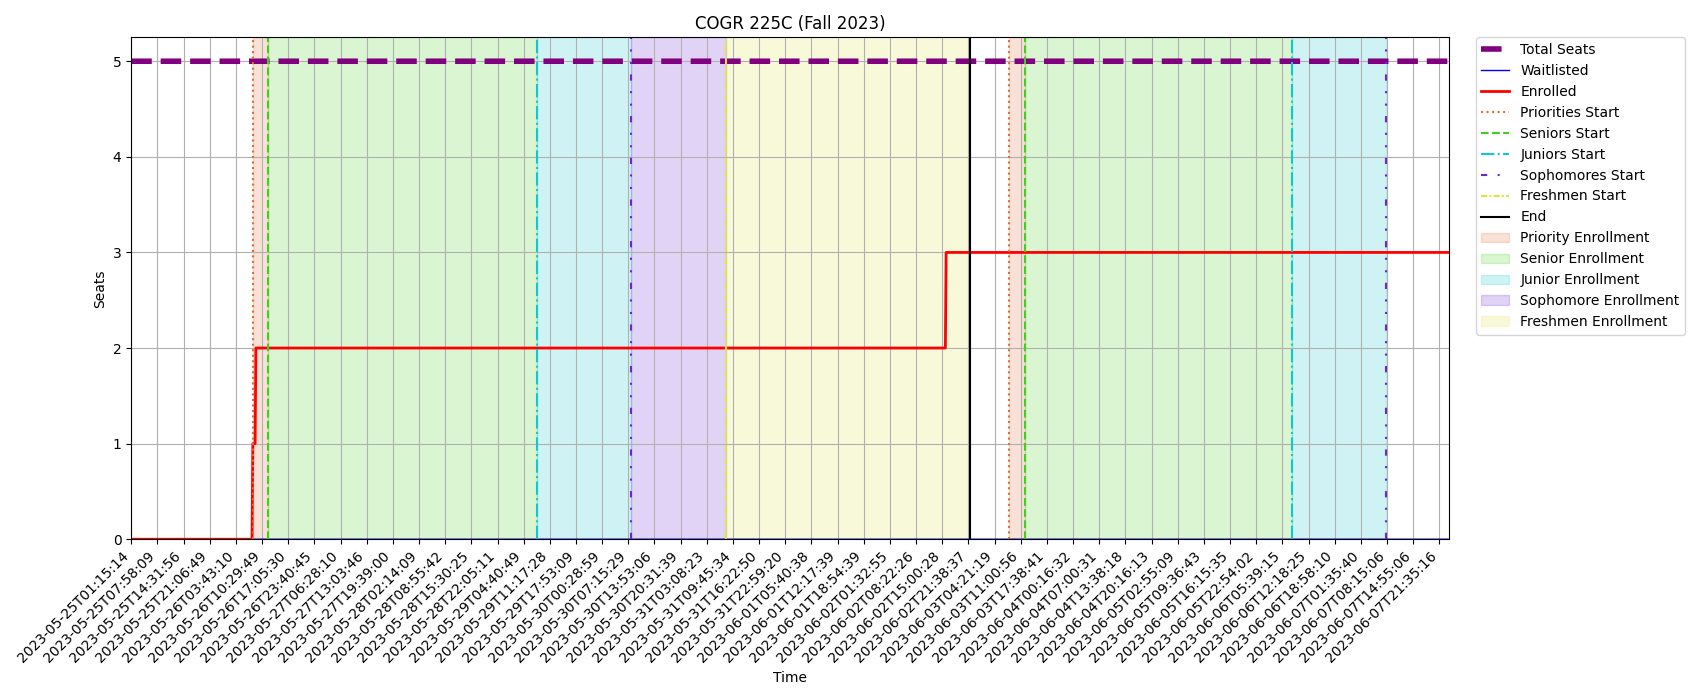 COGR 225C (Fall 2023)
Seats
5
4
3
2
1
0
2023-05-25T01:15:14
2023-05-25T07:58:09
2023-05-25T14:31:56
2023-05-25T21:06:49
2023-05-26T03:43:10
2023-05-26T10:29:49
2023-05-26T17:05:30
2023-05-26T23:40:45
2023-05-27T06:28:10
2023-05-27T13:03:46
2023-05-27T19:39:00
2023-05-28T02:14:09
2023-05-28T08:55:42
2023-05-28T15:30:25
2023-05-28T22:05:11
2023-05-29T04:40:49
2023-05-29T11:17:28
2023-05-29T17:53:09
2023-05-30T00:28:59
2023-05-30T07:15:29
2023-05-30T13:53:06
2023-05-30T20:31:39
2023-05-31T03:08:23
2023-05-31T09:45:34
2023-05-31T16:22:50
2023-05-31T22:59:20
2023-06-01T05:40:38
2023-06-01T12:17:39
2023-06-01T18:54:39
2023-06-02T01:32:55
2023-06-02T08:22:26
2023-06-02T15:00:28
2023-06-02T21:38:37
2023-06-03T04:21:19
2023-06-03T11:00:56
2023-06-03T17:38:41
2023-06-04T00:16:32
2023-06-04T07:00:31
2023-06-04T13:38:18
2023-06-04T20:16:13
2023-06-05T02:55:09
2023-06-05T09:36:43
2023-06-05T16:15:35
2023-06-05T22:54:02
2023-06-06T05:39:15
2023-06-06T12:18:25
2023-06-06T18:58:10
2023-06-07T01:35:40
2023-06-07T08:15:06
2023-06-07T14:55:06
2023-06-07T21:35:16
Time
Total Seats
Waitlisted
Enrolled
Priorities Start
Seniors Start
Juniors Start
Sophomores Start
Freshmen Start
End
Priority Enrollment
Senior Enrollment
Junior Enrollment
Sophomore Enrollment
Freshmen Enrollment